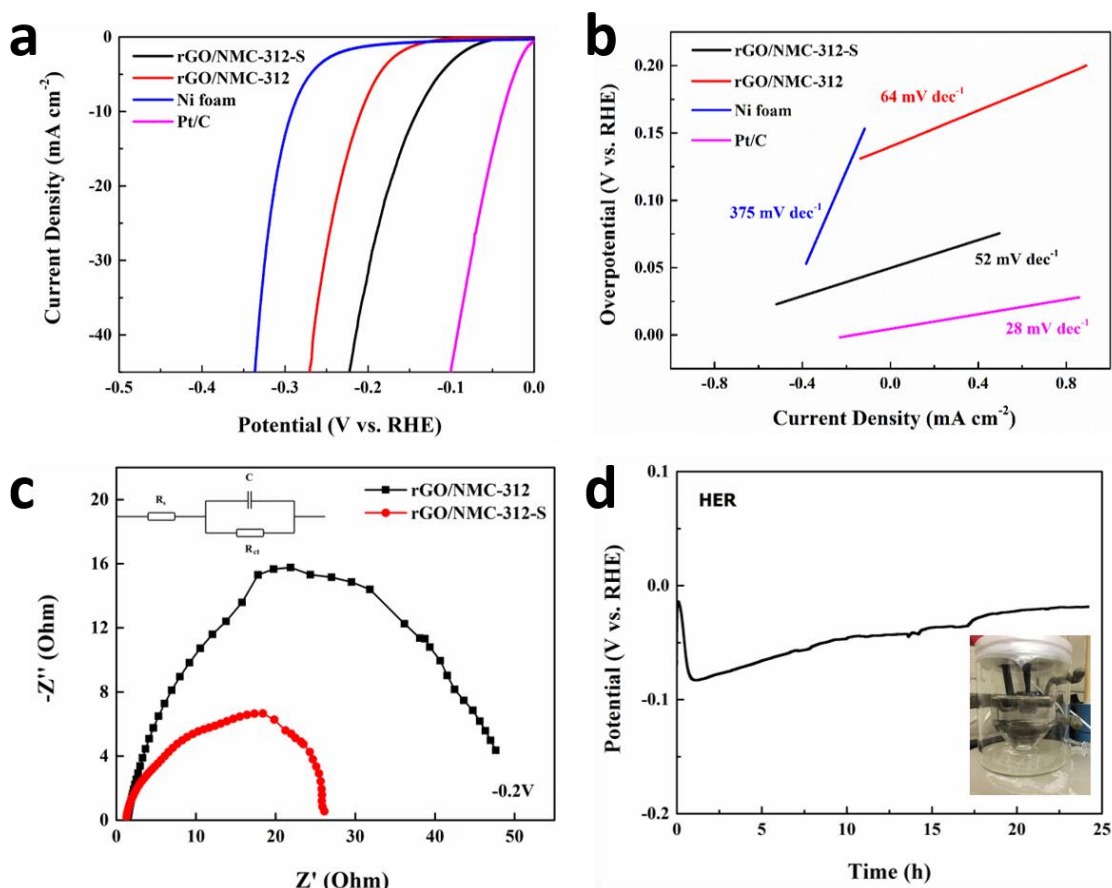 a
rGO/NMC-312-S
rGO/NMC-312
Ni foam
Pt/C
0
-10
-20
-30
-40
-0.5 -0.4 -0.3 -0.2 -0.1 0.0
Current Density (mA cm⁻²)
Potential (V vs. RHE)
b
rGO/NMC-312-S
rGO/NMC-312
Ni foam
Pt/C
64 mV dec⁻¹
375 mV dec⁻¹
52 mV dec⁻¹
28 mV dec⁻¹
0.20
0.15
0.10
0.05
0.00
-0.8 -0.4 0.0 0.4 0.8
Overpotential (V vs. RHE)
Current Density (mA cm⁻²)
c
C
Rs
Rct
rGO/NMC-312
rGO/NMC-312-S
-0.2V
20
16
12
8
4
0
0 10 20 30 40 50
-Z'' (Ohm)
Z' (Ohm)
d
HER
0.1
0.0
-0.1
-0.2
0 5 10 15 20 25
Potential (V vs. RHE)
Time (h)